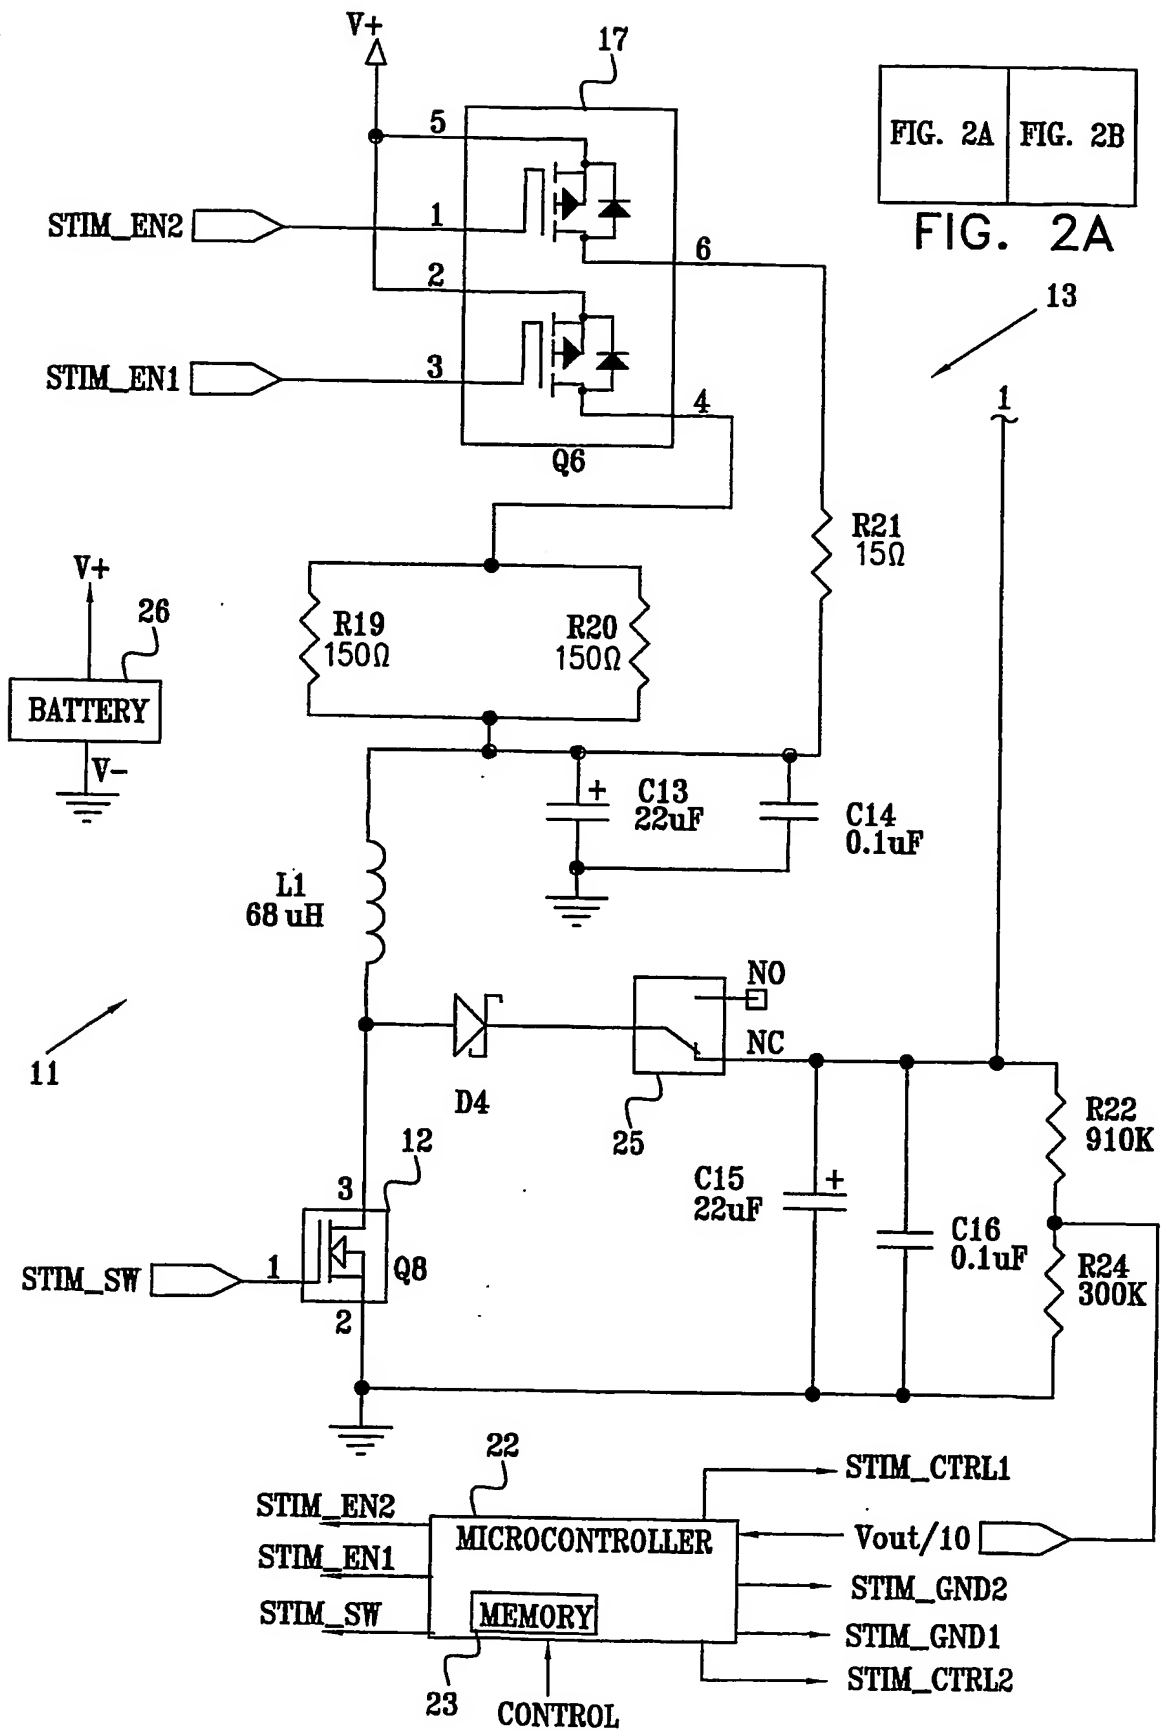 V+
17
FIG. 2A
FIG. 2B
FIG. 2A
5
STIM_EN2
1
6
2
13
STIM_EN1
3
4
1
Q6
R21
15Ω
V+
26
R19
150Ω
R20
150Ω
BATTERY
V-
+
C13
22uF
C14
0.1uF
L1
68 uH
NO
NC
11
D4
25
R22
910K
12
C15
22uF
+
3
C16
0.1uF
STIM_SW
1
Q8
R24
300K
2
22
STIM_CTRL1
STIM_EN2
MICROCONTROLLER
Vout/10
STIM_EN1
STIM_GND2
STIM_SW
MEMORY
STIM_GND1
23
STIM_CTRL2
CONTROL